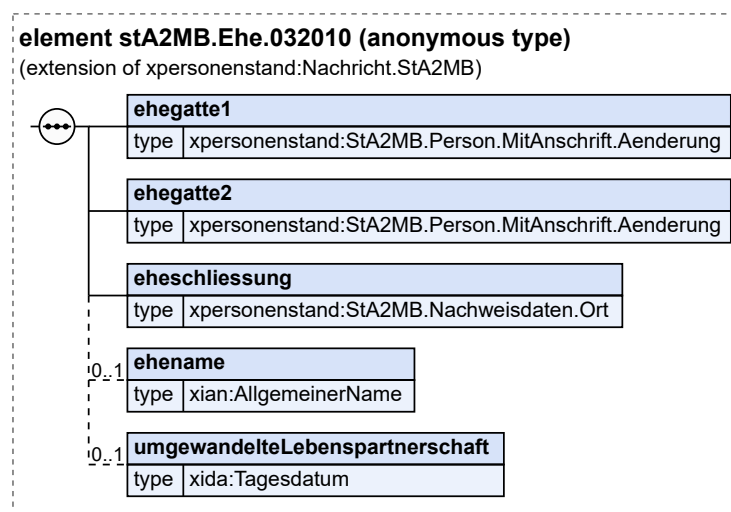 element stA2MB.Ehe.032010 (anonymous type)
(extension of xpersonenstand:Nachricht.StA2MB)
ehegatte1
type xpersonenstand:StA2MB.Person.MitAnschrift.Aenderung
ehegatte2
type xpersonenstand:StA2MB.Person.MitAnschrift.Aenderung
eheschliessung
type xpersonenstand:StA2MB.Nachweisdaten.Ort
0..1 ehename
type xian:AllgemeinerName
0..1 umgewandelteLebenspartnerschaft
type xida:Tagesdatum